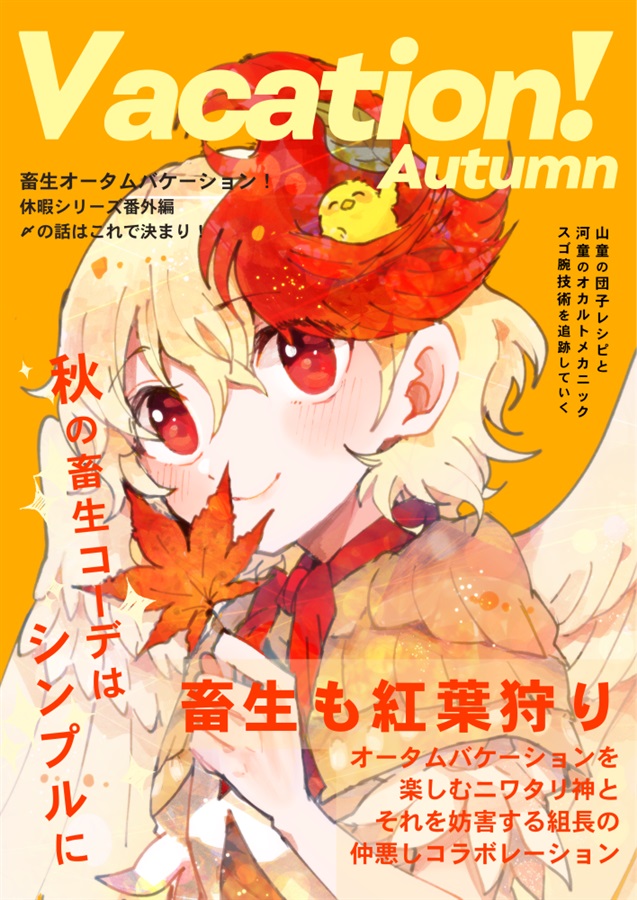 Vacation!
Autumn
畜生オータムバケーション！
休暇シリーズ番外編
〆の話はこれで決まり！
山童の団子レシピと
河童のオカルトメカニック
スゴ腕技術を追跡していく
秋の畜生コーデは
シンプルに
畜生も紅葉狩り
オータムバケーションを
楽しむニワタリ神と
それを妨害する組長の
仲悪しコラボレーション